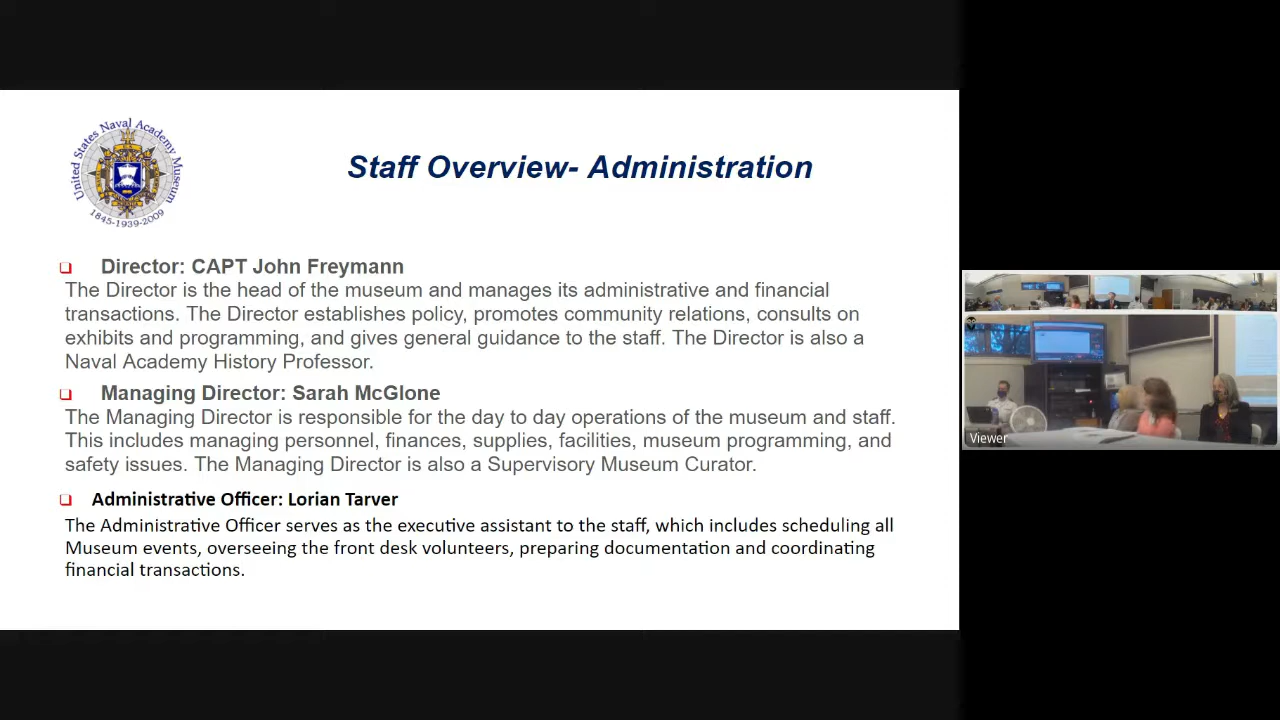 United States Naval Academy Museum
1845-1939-2009
Staff Overview- Administration
Director: CAPT John Freymann
The Director is the head of the museum and manages its administrative and financial
transactions. The Director establishes policy, promotes community relations, consults on
exhibits and programming, and gives general guidance to the staff. The Director is also a
Naval Academy History Professor.
Managing Director: Sarah McGlone
The Managing Director is responsible for the day to day operations of the museum and staff.
This includes managing personnel, finances, supplies, facilities, museum programming, and
safety issues. The Managing Director is also a Supervisory Museum Curator.
Administrative Officer: Lorian Tarver
The Administrative Officer serves as the executive assistant to the staff, which includes scheduling all
Museum events, overseeing the front desk volunteers, preparing documentation and coordinating
financial transactions.
Viewer